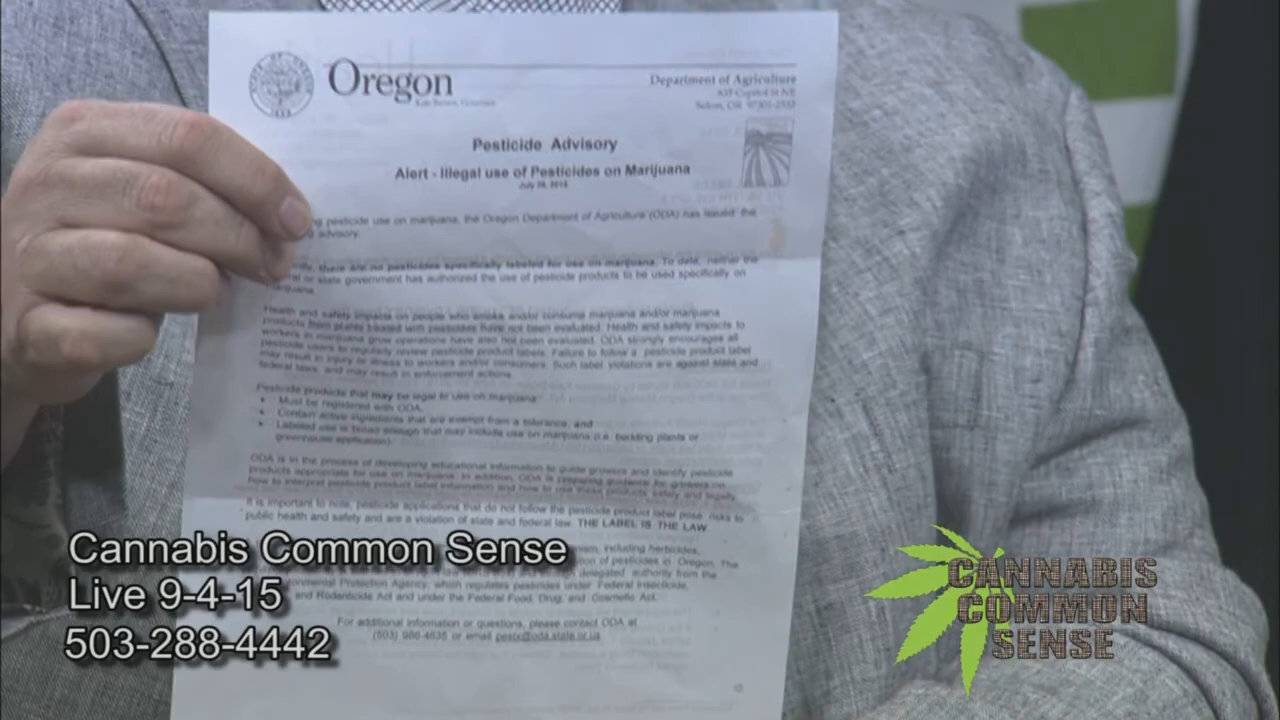 Oregon
Kate Brown, Governor
Department of Agriculture
635 Capitol St NE
Salem, OR 97301-2532
Pesticide Advisory
Alert - Illegal use of Pesticides on Marijuana
July 2015
pesticide use on marijuana, the Oregon Department of Agriculture (ODA) has issued the
advisory.
there are no pesticides specifically labeled for use on marijuana. To date, neither the
or state government has authorized the use of pesticide products to be used specifically on
Health and safety impacts on people who smoke and/or consume marijuana and/or marijuana
products from plants treated with pesticides have not been evaluated. Health and safety impacts to
workers in marijuana grow operations have also not been evaluated. ODA strongly encourages all
pesticide users to regularly review pesticide product labels. Failure to follow a pesticide product label
may result in injury or illness to workers and/or consumers. Such label violations are against state and
federal laws, and may result in enforcement actions.
Pesticide products that may be legal to use on marijuana
• Must be registered with ODA,
• Contain active ingredients that are exempt from a tolerance, and
• Labeled use is broad enough that may include use on marijuana (i.e. bedding plants or
greenhouse application).
ODA is in the process of developing educational information to guide growers and identify pesticide
products appropriate for use on marijuana. In addition, ODA is preparing guidance for growers on
how to interpret pesticide product label information and how to use these products safely and legally.
It is important to note, pesticide applications that do not follow the pesticide product label pose risks to
public health and safety and are a violation of state and federal law. THE LABEL IS THE LAW
including herbicides,
of pesticides in Oregon. The
delegated authority from the
Protection Agency, which regulates pesticides under Federal Insecticide,
and Rodenticide Act and under the Federal Food, Drug, and Cosmetic Act.
For additional information or questions, please contact ODA at
(503) 986-4635 or email pestx@oda.state.or.us
Cannabis Common Sense
Live 9-4-15
503-288-4442
CANNABIS
COMMON
SENSE